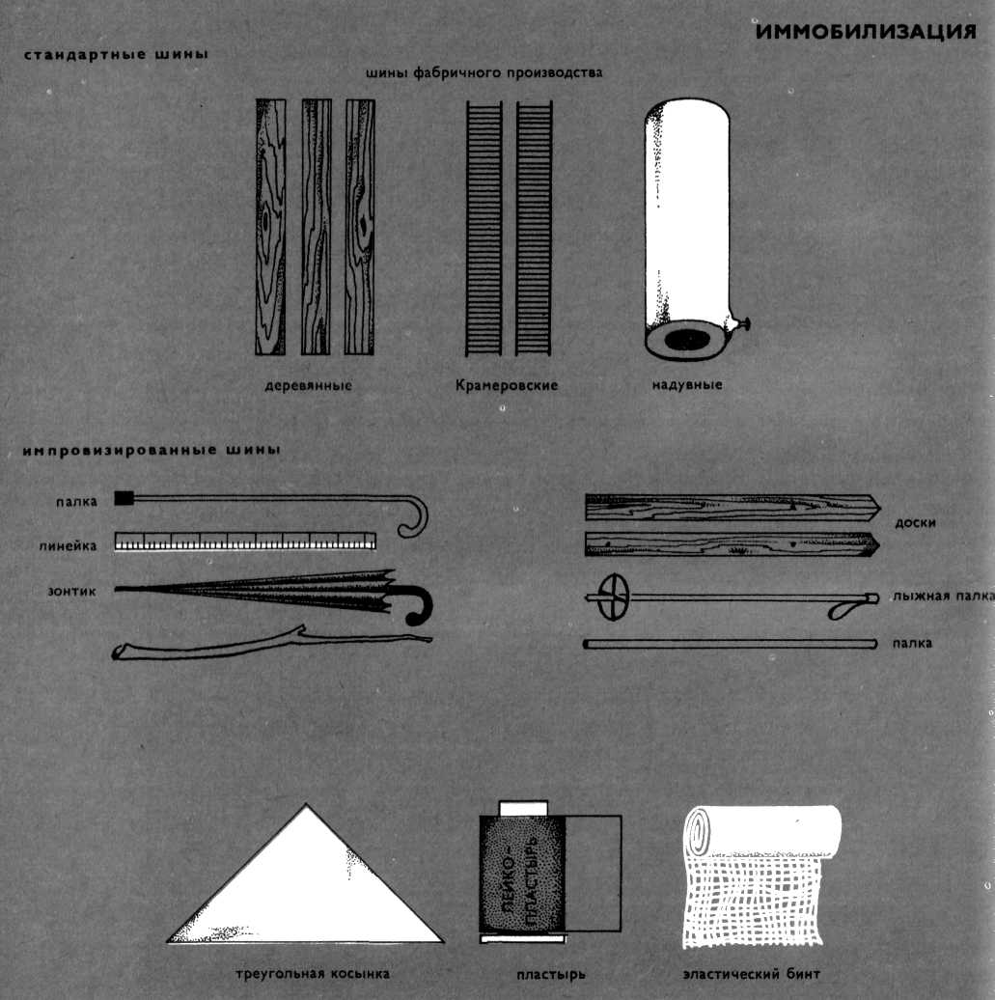 ИММОБИЛИЗАЦИЯ
стандартные шины
шины фабричного производства
деревянные
Крамеровские
надувные
импровизированные шины
палка
линейка
зонтик
доски
лыжная палка
палка
ЛЕЙКО-
ПЛАСТЫРЬ
треугольная косынка
пластырь
эластический бинт